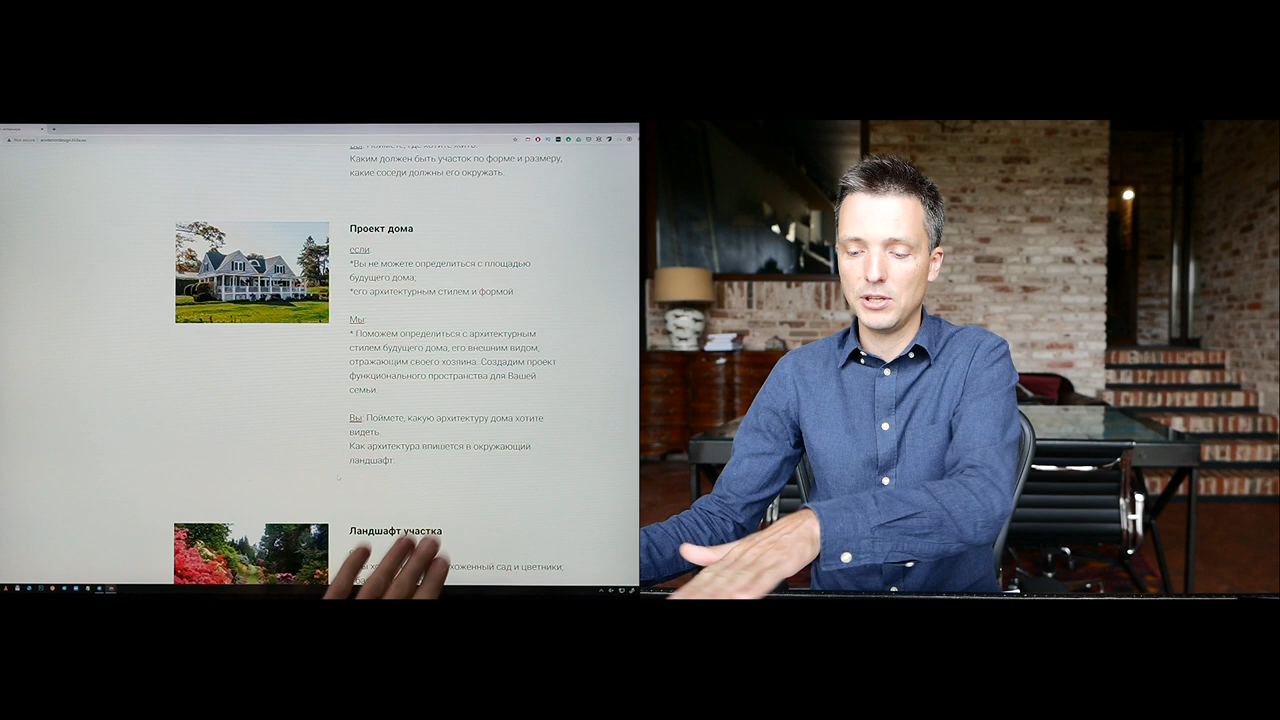 Каким должен быть участок по форме и размеру,
какие соседи должны его окружать.
Проект дома
если:
*Вы не можете определиться с площадью
будущего дома;
*его архитектурным стилем и формой
Мы:
* Поможем определиться с архитектурным
стилем будущего дома, его внешним видом,
отражающим своего хозяина. Создадим проект
функционального пространства для Вашей
семьи.
Вы: Поймете, какую архитектуру дома хотите
видеть.
Как архитектура впишется в окружающий
ландшафт.
Ландшафт участка
сад и цветники,